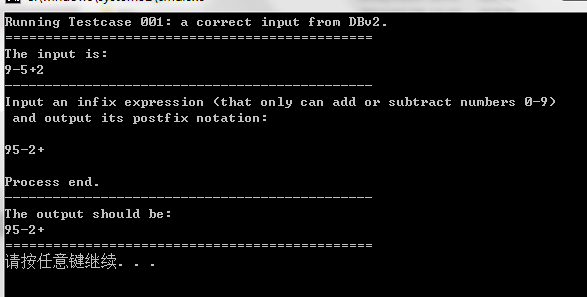 Running Testcase 001: a correct input from DBv2.
==============================================
The input is:
9-5+2
----------------------------------------------
Input an infix expression (that only can add or subtract numbers 0-9)
 and output its postfix notation:
95-2+
Process end.
----------------------------------------------
The output should be:
95-2+
==============================================
请按任意键继续. . .